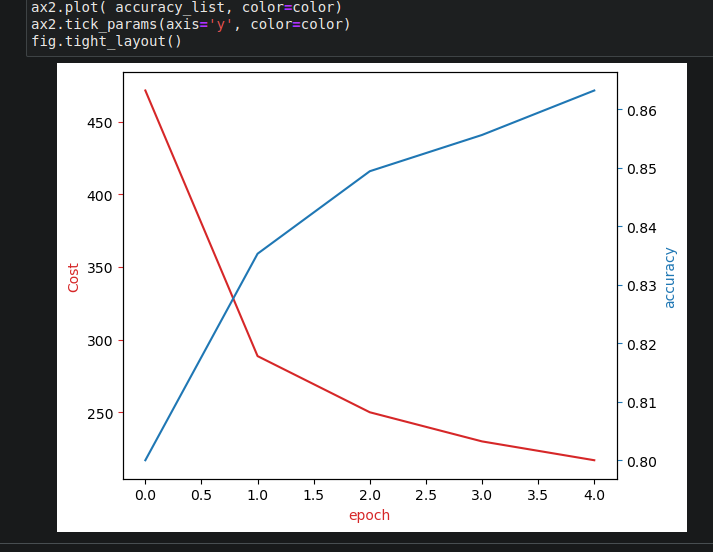 ax2.plot( accuracy_list, color=color)
ax2.tick_params(axis='y', color=color)
fig.tight_layout()
450
400
350
300
250
Cost
0.86
0.85
0.84
0.83
0.82
0.81
0.80
accuracy
0.0 0.5 1.0 1.5 2.0 2.5 3.0 3.5 4.0
epoch